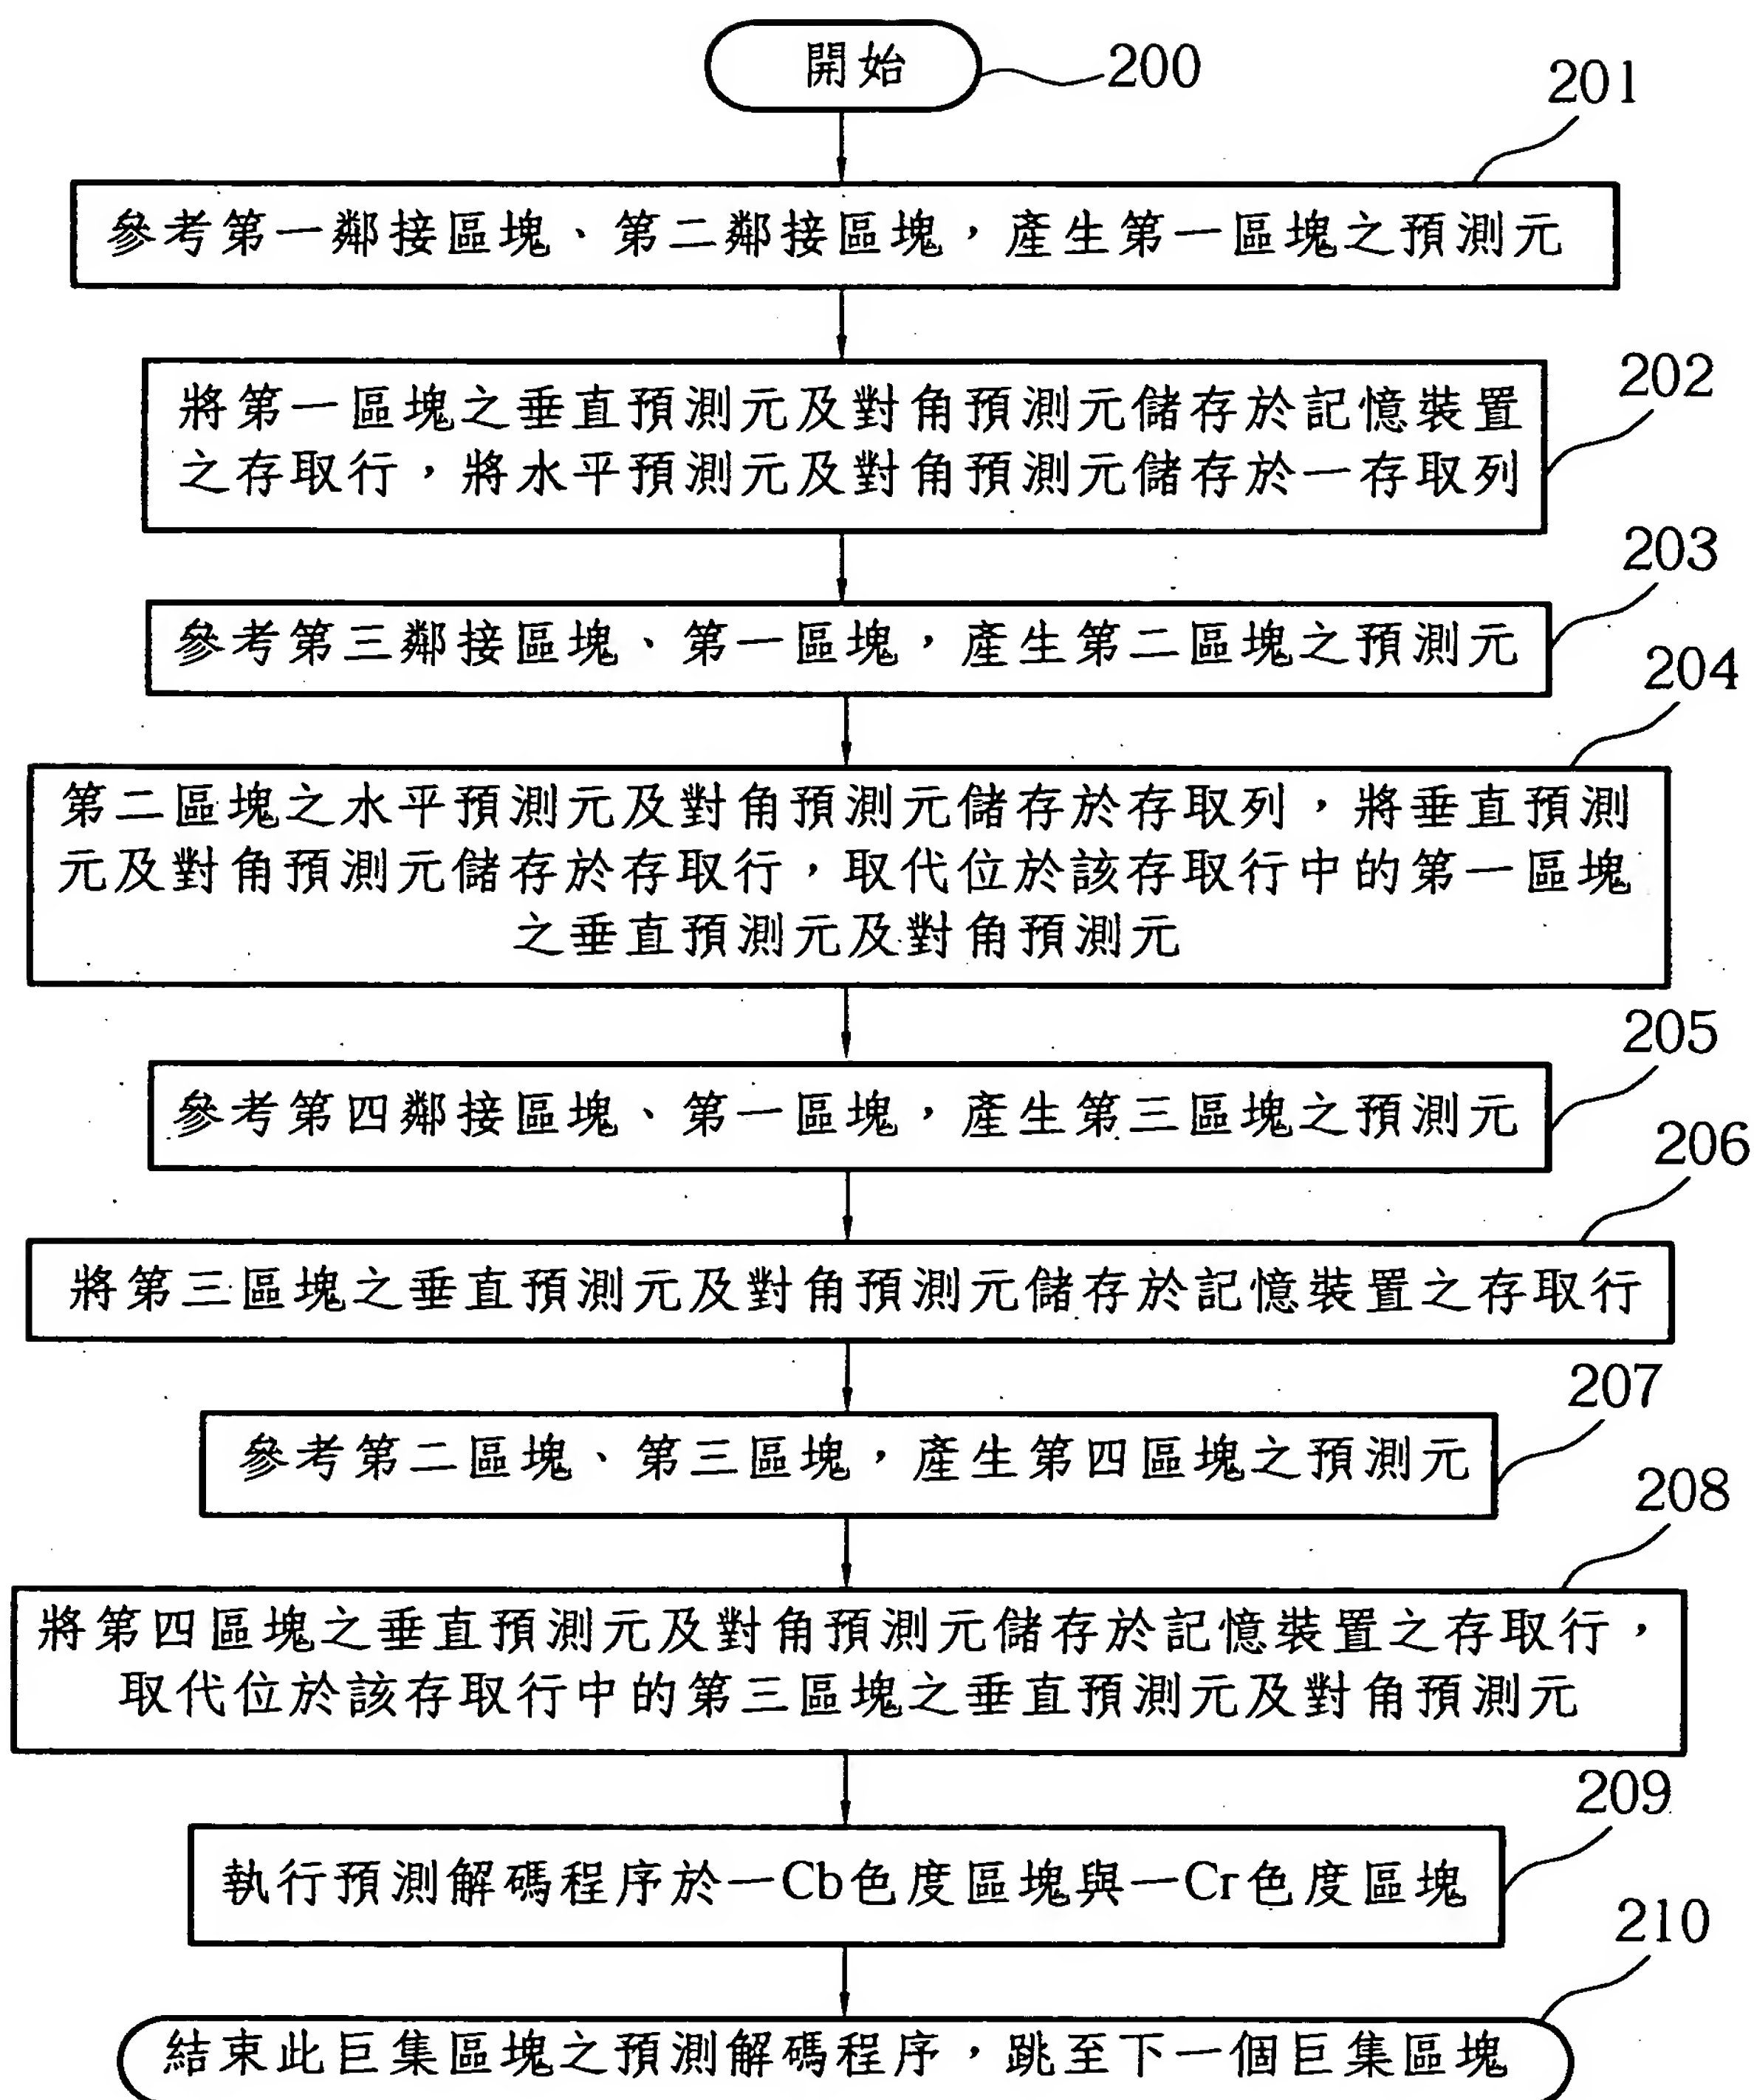 開始
200
201
參考第一鄰接區塊、第二鄰接區塊，產生第一區塊之預測元
202
將第一區塊之垂直預測元及對角預測元儲存於記憶裝置
之存取行，將水平預測元及對角預測元儲存於一存取列
203
參考第三鄰接區塊、第一區塊，產生第二區塊之預測元
204
第二區塊之水平預測元及對角預測元儲存於存取列，將垂直預測
元及對角預測元儲存於存取行，取代位於該存取行中的第一區塊
之垂直預測元及對角預測元
205
參考第四鄰接區塊、第一區塊，產生第三區塊之預測元
206
將第三區塊之垂直預測元及對角預測元儲存於記憶裝置之存取行
207
參考第二區塊、第三區塊，產生第四區塊之預測元
208
將第四區塊之垂直預測元及對角預測元儲存於記憶裝置之存取行，
取代位於該存取行中的第三區塊之垂直預測元及對角預測元
209
執行預測解碼程序於一Cb色度區塊與一Cr色度區塊
210
結束此巨集區塊之預測解碼程序，跳至下一個巨集區塊